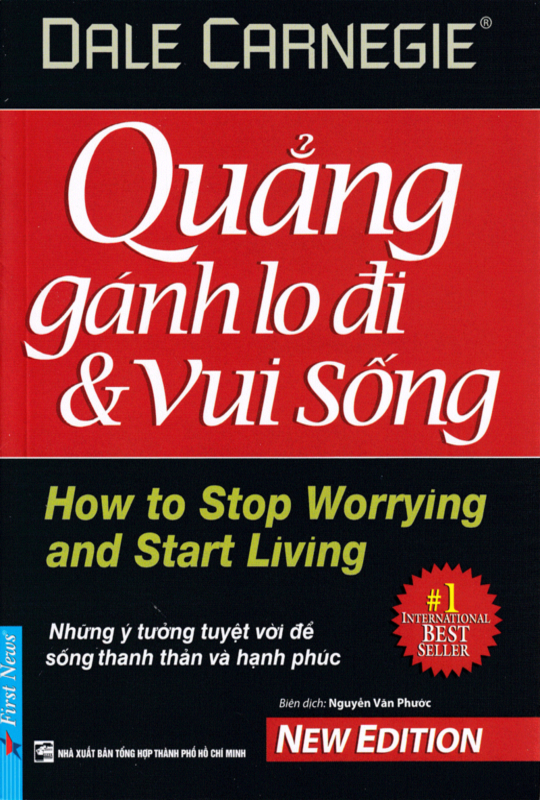 DALE CARNEGIE®
Quẳng
gánh lo đi
& vui sống
How to Stop Worrying
and Start Living
#1
INTERNATIONAL
BEST
SELLER
Những ý tưởng tuyệt vời để
sống thanh thản và hạnh phúc
Biên dịch: Nguyễn Văn Phước
NEW EDITION
First News
NHÀ XUẤT BẢN TỔNG HỢP THÀNH PHỐ HỒ CHÍ MINH